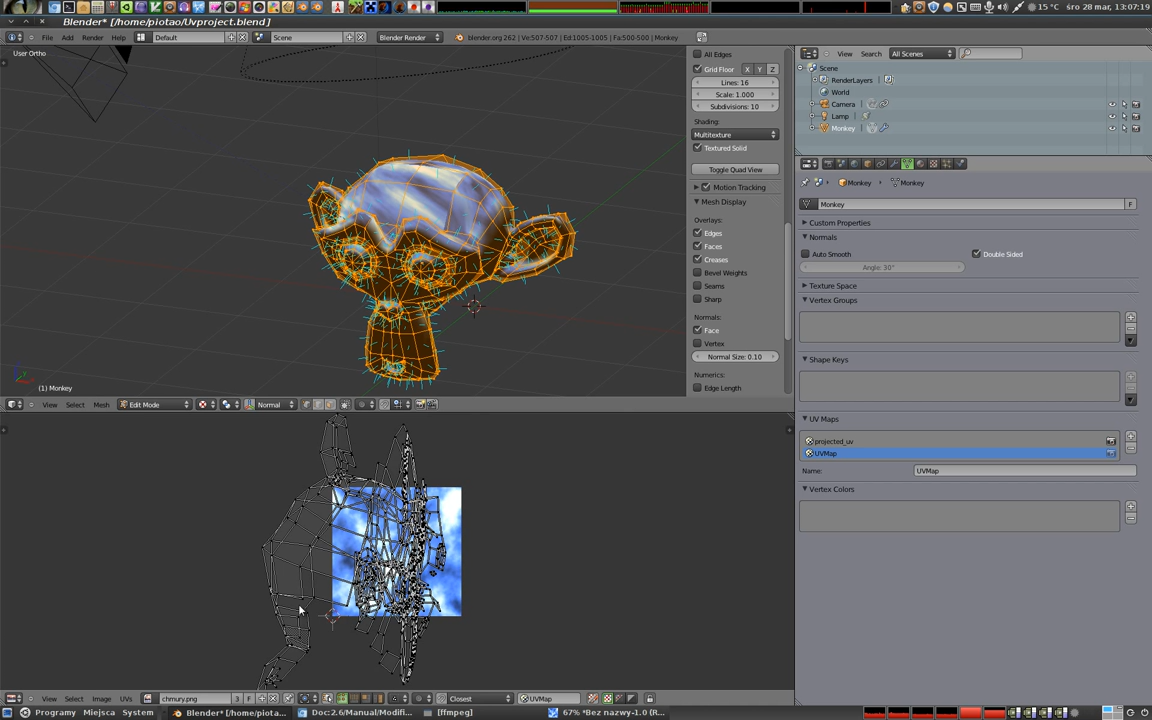 15 °C śro 28 mar, 13:07:19
Blender* [/home/piotao/Uvproject.blend]
File Add Render Help Default Scene Blender Render blender.org 262 | Ve:507-507 | Ed:1005-1005 | Fa:500-500 | Monkey
User Ortho
(1) Monkey
All Edges
Grid Floor X Y Z
Lines: 16
Scale: 1.000
Subdivisions: 10
Shading:
Multitexture
Textured Solid
Toggle Quad View
Motion Tracking
Mesh Display
Overlays:
Edges
Faces
Creases
Bevel Weights
Seams
Sharp
Normals:
Face
Vertex
Normal Size: 0.10
Numerics:
Edge Length
View Select Mesh Edit Mode Normal
View Search All Scenes
Scene
RenderLayers
World
Camera
Lamp
Monkey
Monkey Monkey
Monkey F
Custom Properties
Normals
Auto Smooth Double Sided
Angle: 30°
Texture Space
Vertex Groups
Shape Keys
UV Maps
projected_uv
UVMap
Name: UVMap
Vertex Colors
View Select Image UVs chmury.png 3 F Closest UVMap
Programy Miejsca System Blender* [/home/piota... Doc:2.6/Manual/Modifi... [ffmpeg] 67% *Bez nazwy-1.0 (R...